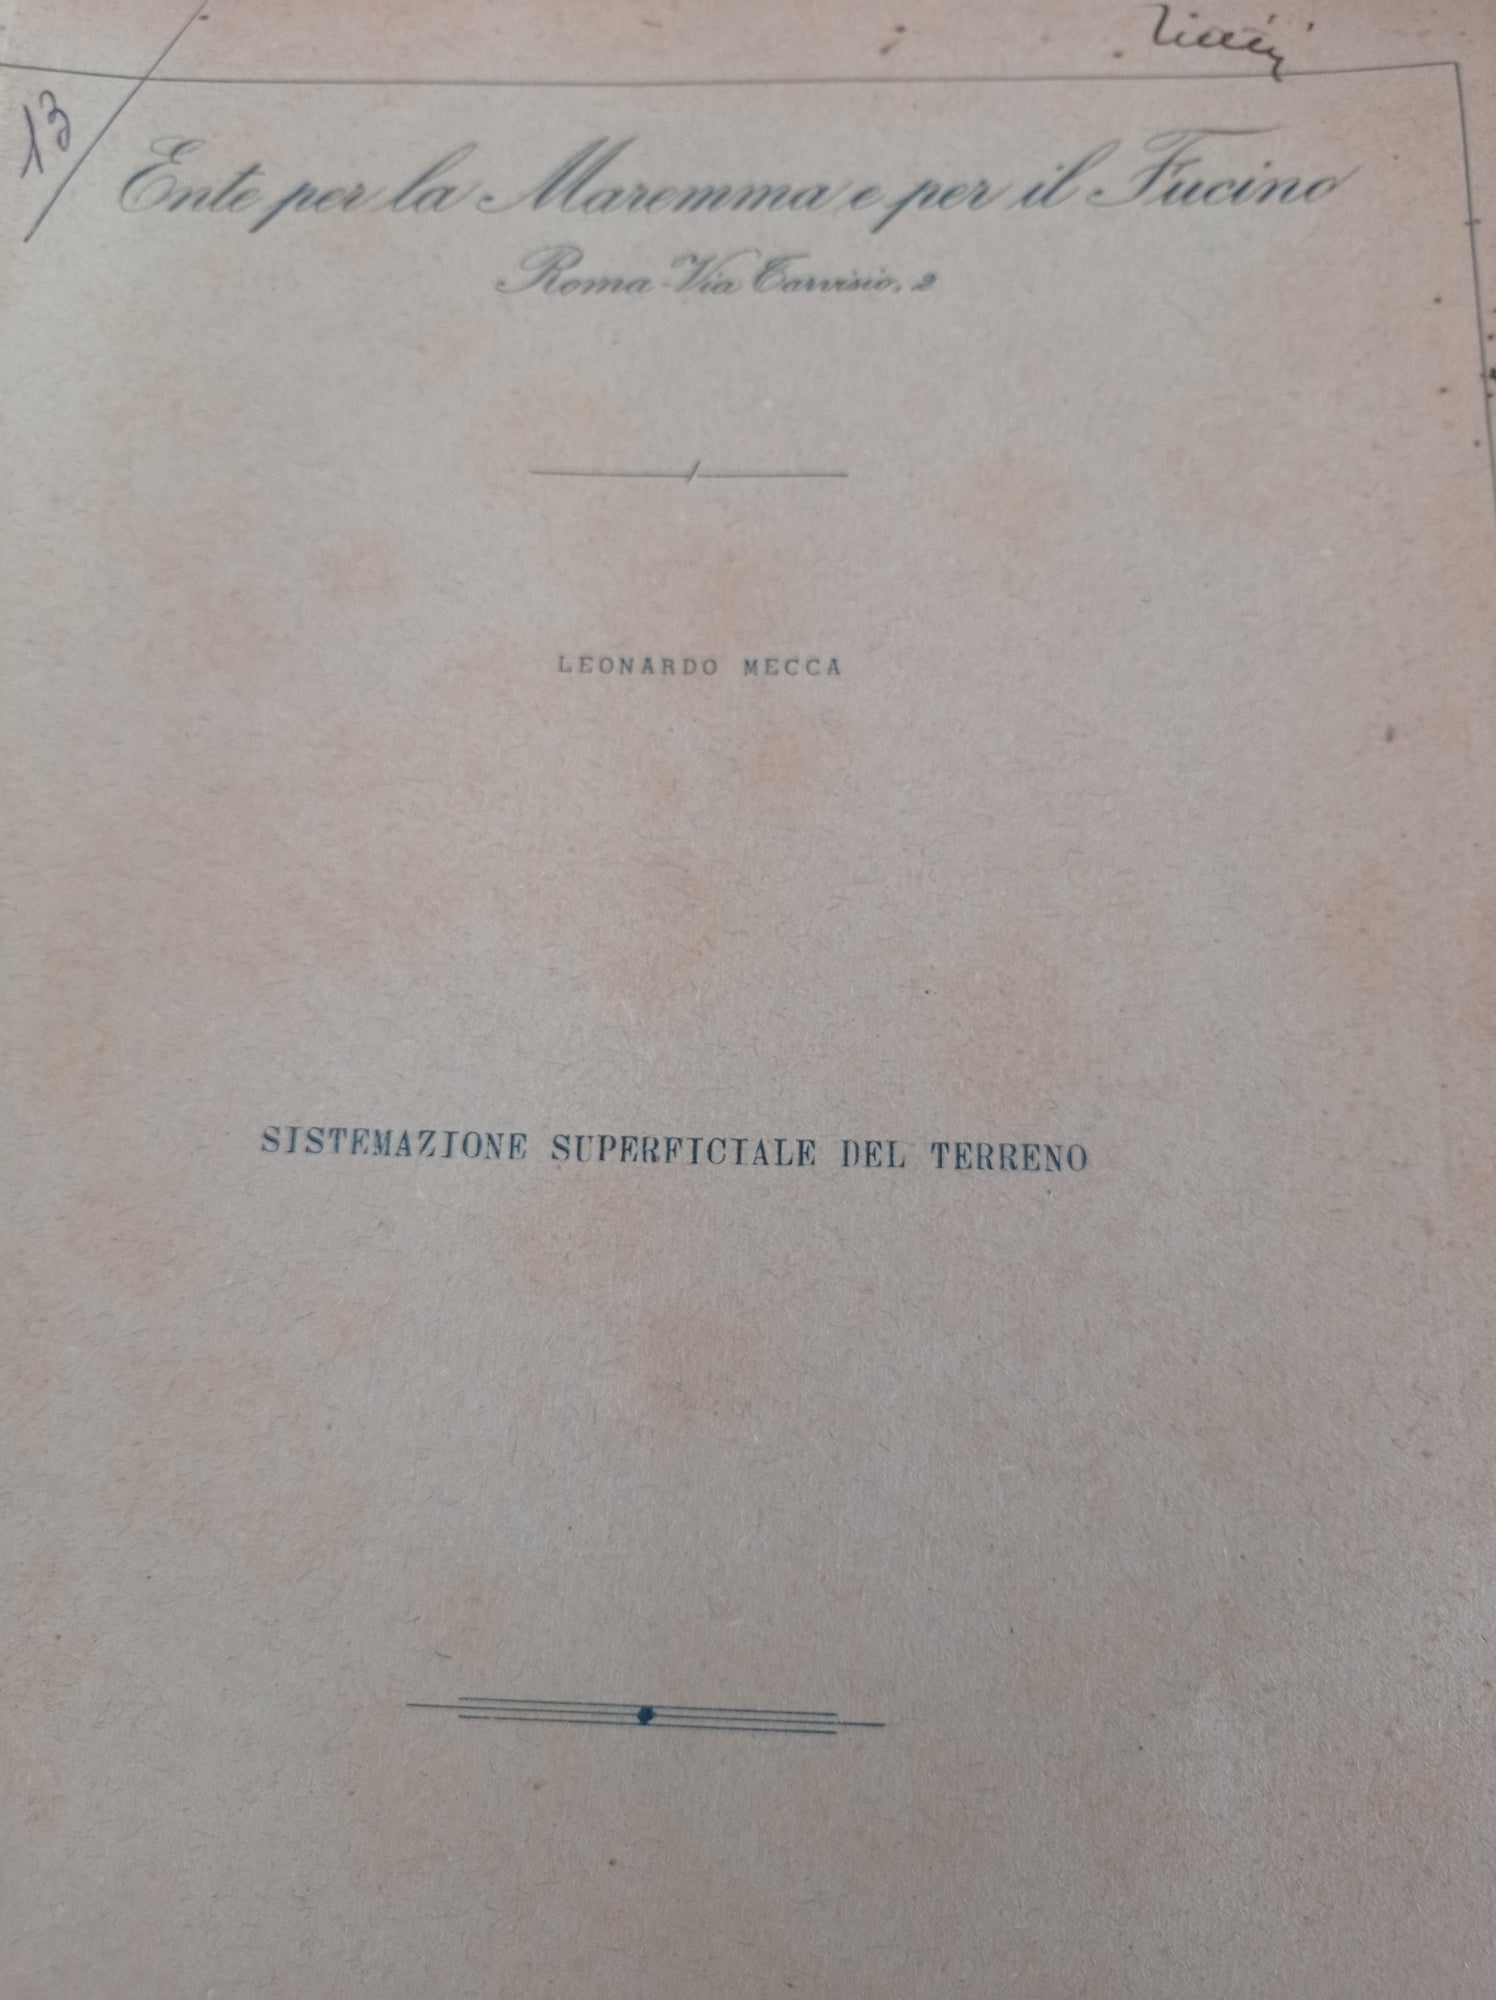 13
Ente per la Maremma e per il Fucino
Roma - Via Tarvisio, 2
LEONARDO MECCA
SISTEMAZIONE SUPERFICIALE DEL TERRENO